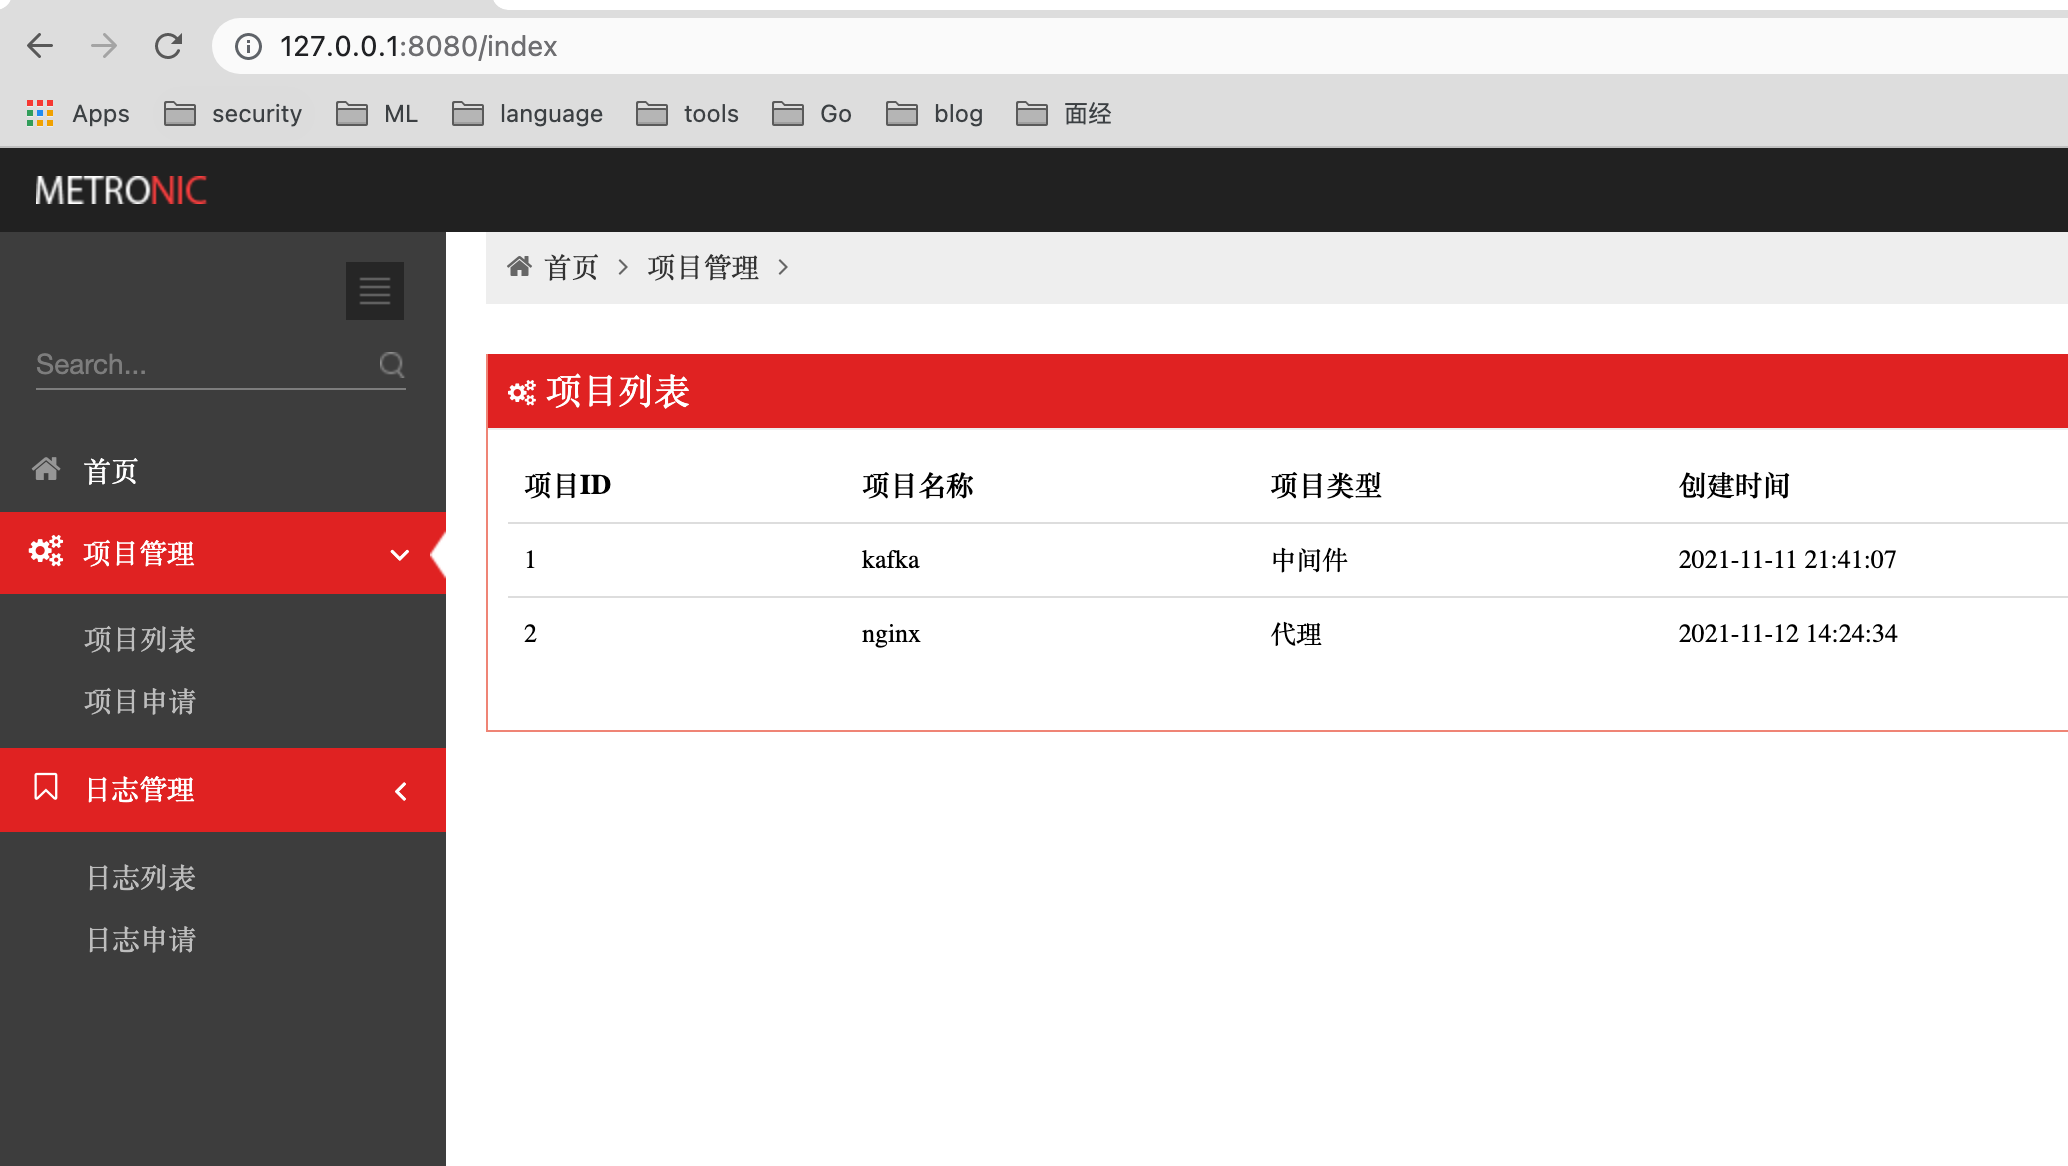 127.0.0.1:8080/index
Apps security ML language tools Go blog 面经
METRONIC
首页 项目管理
Search...
首页
项目管理
项目列表
项目申请
日志管理
日志列表
日志申请
项目列表
项目ID 项目名称 项目类型 创建时间
1 kafka 中间件 2021-11-11 21:41:07
2 nginx 代理 2021-11-12 14:24:34